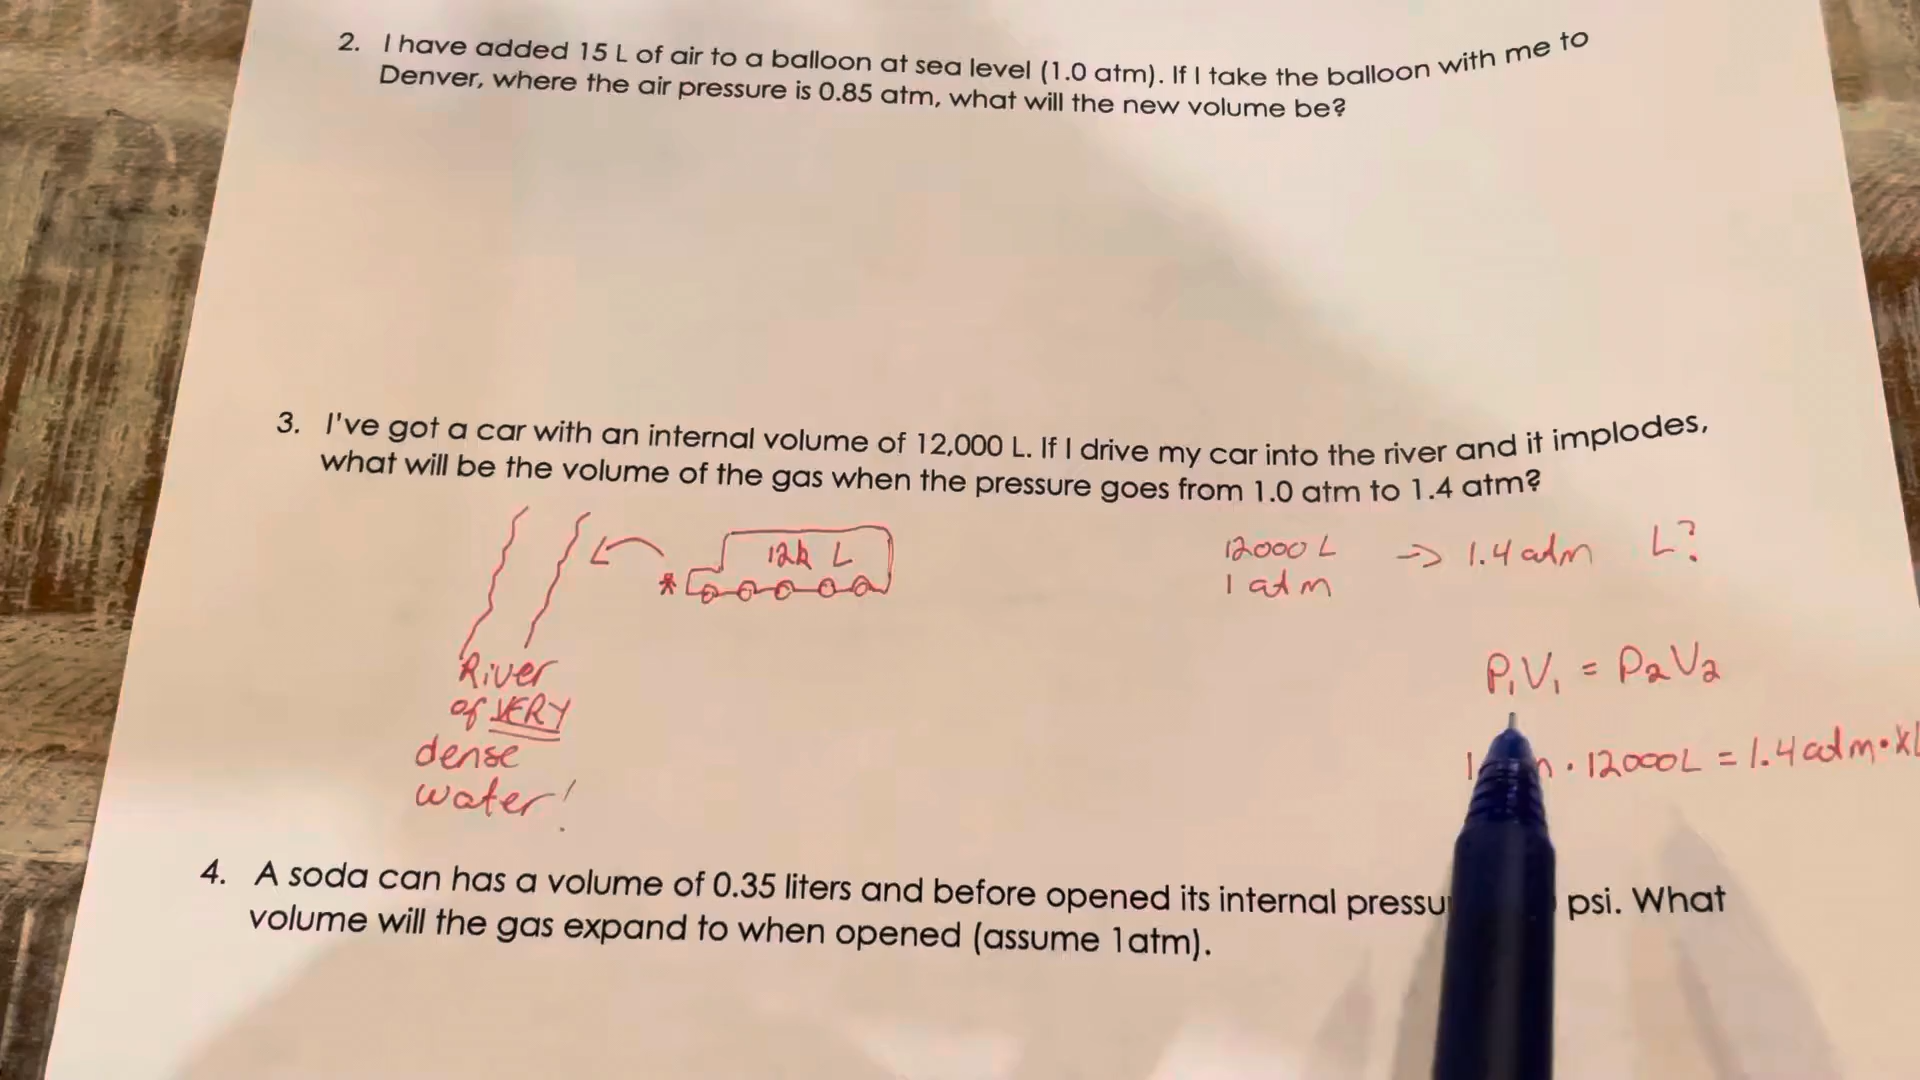 2. I have added 15 L of air to a balloon at sea level (1.0 atm). If I take the balloon with me to
Denver, where the air pressure is 0.85 atm, what will the new volume be?
3. I've got a car with an internal volume of 12,000 L. If I drive my car into the river and it implodes,
what will be the volume of the gas when the pressure goes from 1.0 atm to 1.4 atm?
12k L
River
of VERY
dense
water!
12000 L → 1.4 atm L?
1 atm
P₁V₁ = P₂V₂
1 · 12000L = 1.4 atm · x L
4. A soda can has a volume of 0.35 liters and before opened its internal psi. What
volume will the gas expand to when opened (assume 1atm).